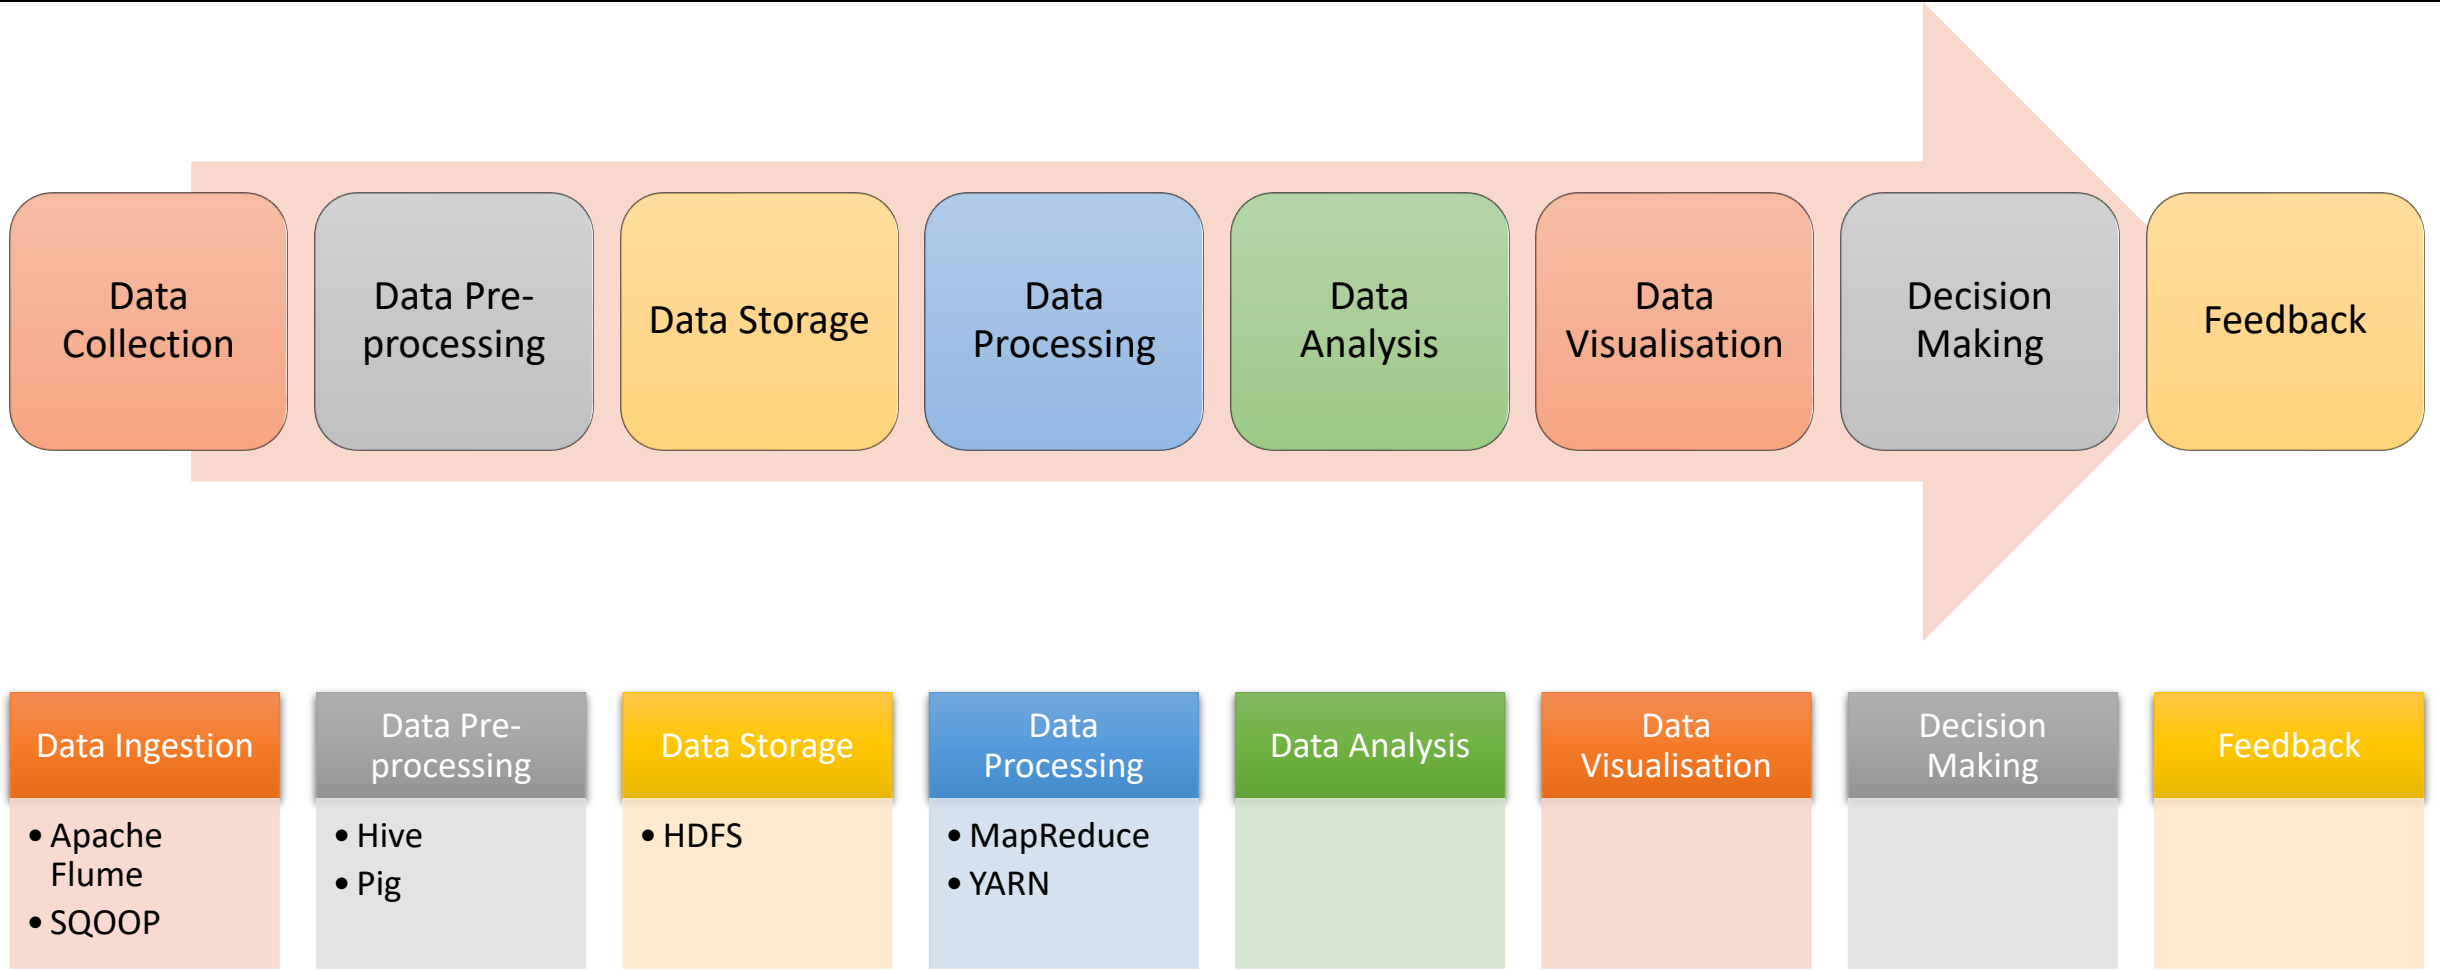 Data
Collection
Data Pre-
processing
Data Storage
Data
Processing
Data
Analysis
Data
Visualisation
Decision
Making
Feedback
Data Ingestion
• Apache
Flume
• SQOOP
Data Pre-
processing
• Hive
• Pig
Data Storage
• HDFS
Data
Processing
• MapReduce
• YARN
Data Analysis
Data
Visualisation
Decision
Making
Feedback